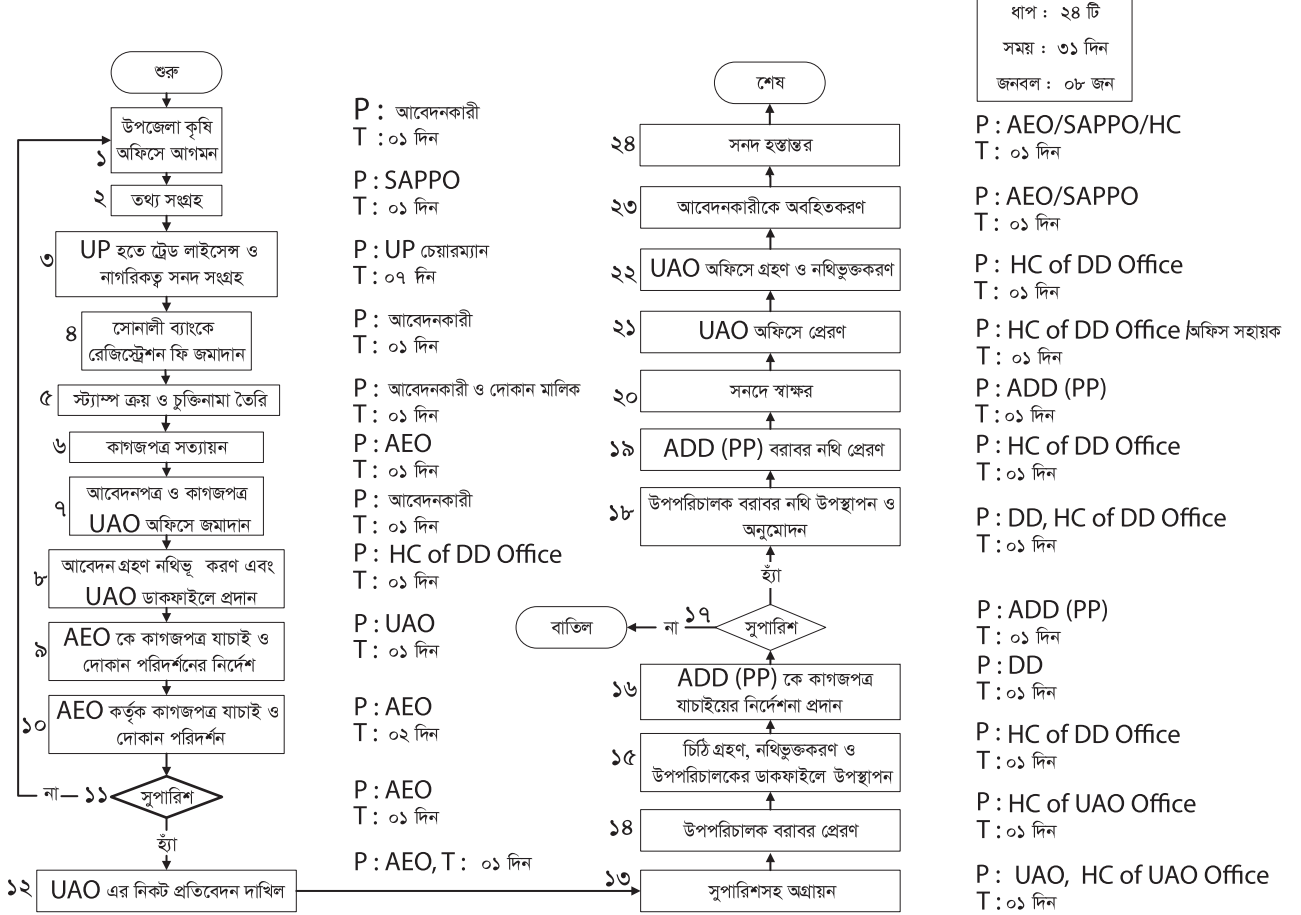 ধাপ : ২৪ টি
সময় : ৩১ দিন
জনবল : ০৮ জন
শুরু
১
উপজেলা কৃষি
অফিসে আগমন
P : আবেদনকারী
T : ০১ দিন
২
তথ্য সংগ্রহ
P : SAPPO
T : ০১ দিন
৩
UP হতে ট্রেড লাইসেন্স ও
নাগরিকত্ব সনদ সংগ্রহ
P : UP চেয়ারম্যান
T : ০৭ দিন
৪
সোনালী ব্যাংকে
রেজিস্ট্রেশন ফি জমাদান
P : আবেদনকারী
T : ০১ দিন
৫
স্ট্যাম্প ক্রয় ও চুক্তিনামা তৈরি
P : আবেদনকারী ও দোকান মালিক
T : ০১ দিন
৬
কাগজপত্র সত্যায়ন
P : AEO
T : ০১ দিন
৭
আবেদনপত্র ও কাগজপত্র
UAO অফিসে জমাদান
P : আবেদনকারী
T : ০১ দিন
৮
আবেদন গ্রহণ নথিভূ করণ এবং
UAO ডাকফাইলে প্রদান
P : HC of DD Office
T : ০১ দিন
৯
AEO কে কাগজপত্র যাচাই ও
দোকান পরিদর্শনের নির্দেশ
P : UAO
T : ০১ দিন
১০
AEO কর্তৃক কাগজপত্র যাচাই ও
দোকান পরিদর্শন
P : AEO
T : ০২ দিন
না
১১
সুপারিশ
P : AEO
T : ০১ দিন
হ্যাঁ
১২
UAO এর নিকট প্রতিবেদন দাখিল
P : AEO, T : ০১ দিন
শেষ
২৪
সনদ হস্তান্তর
P : AEO/SAPPO/HC
T : ০১ দিন
২৩
আবেদনকারীকে অবহিতকরণ
P : AEO/SAPPO
T : ০১ দিন
২২
UAO অফিসে গ্রহণ ও নথিভুক্তকরণ
P : HC of DD Office
T : ০১ দিন
২১
UAO অফিসে প্রেরণ
P : HC of DD Office /অফিস সহায়ক
T : ০১ দিন
২০
সনদে স্বাক্ষর
P : ADD (PP)
T : ০১ দিন
১৯
ADD (PP) বরাবর নথি প্রেরণ
P : HC of DD Office
T : ০১ দিন
১৮
উপপরিচালক বরাবর নথি উপস্থাপন ও
অনুমোদন
P : DD, HC of DD Office
T : ০১ দিন
হ্যাঁ
বাতিল
না
১৭
সুপারিশ
P : ADD (PP)
T : ০১ দিন
১৬
ADD (PP) কে কাগজপত্র
যাচাইয়ের নির্দেশনা প্রদান
P : DD
T : ০১ দিন
১৫
চিঠি গ্রহণ, নথিভুক্তকরণ ও
উপপরিচালকের ডাকফাইলে উপস্থাপন
P : HC of DD Office
T : ০১ দিন
১৪
উপপরিচালক বরাবর প্রেরণ
P : HC of UAO Office
T : ০১ দিন
১৩
সুপারিশসহ অগ্রায়ন
P : UAO, HC of UAO Office
T : ০১ দিন